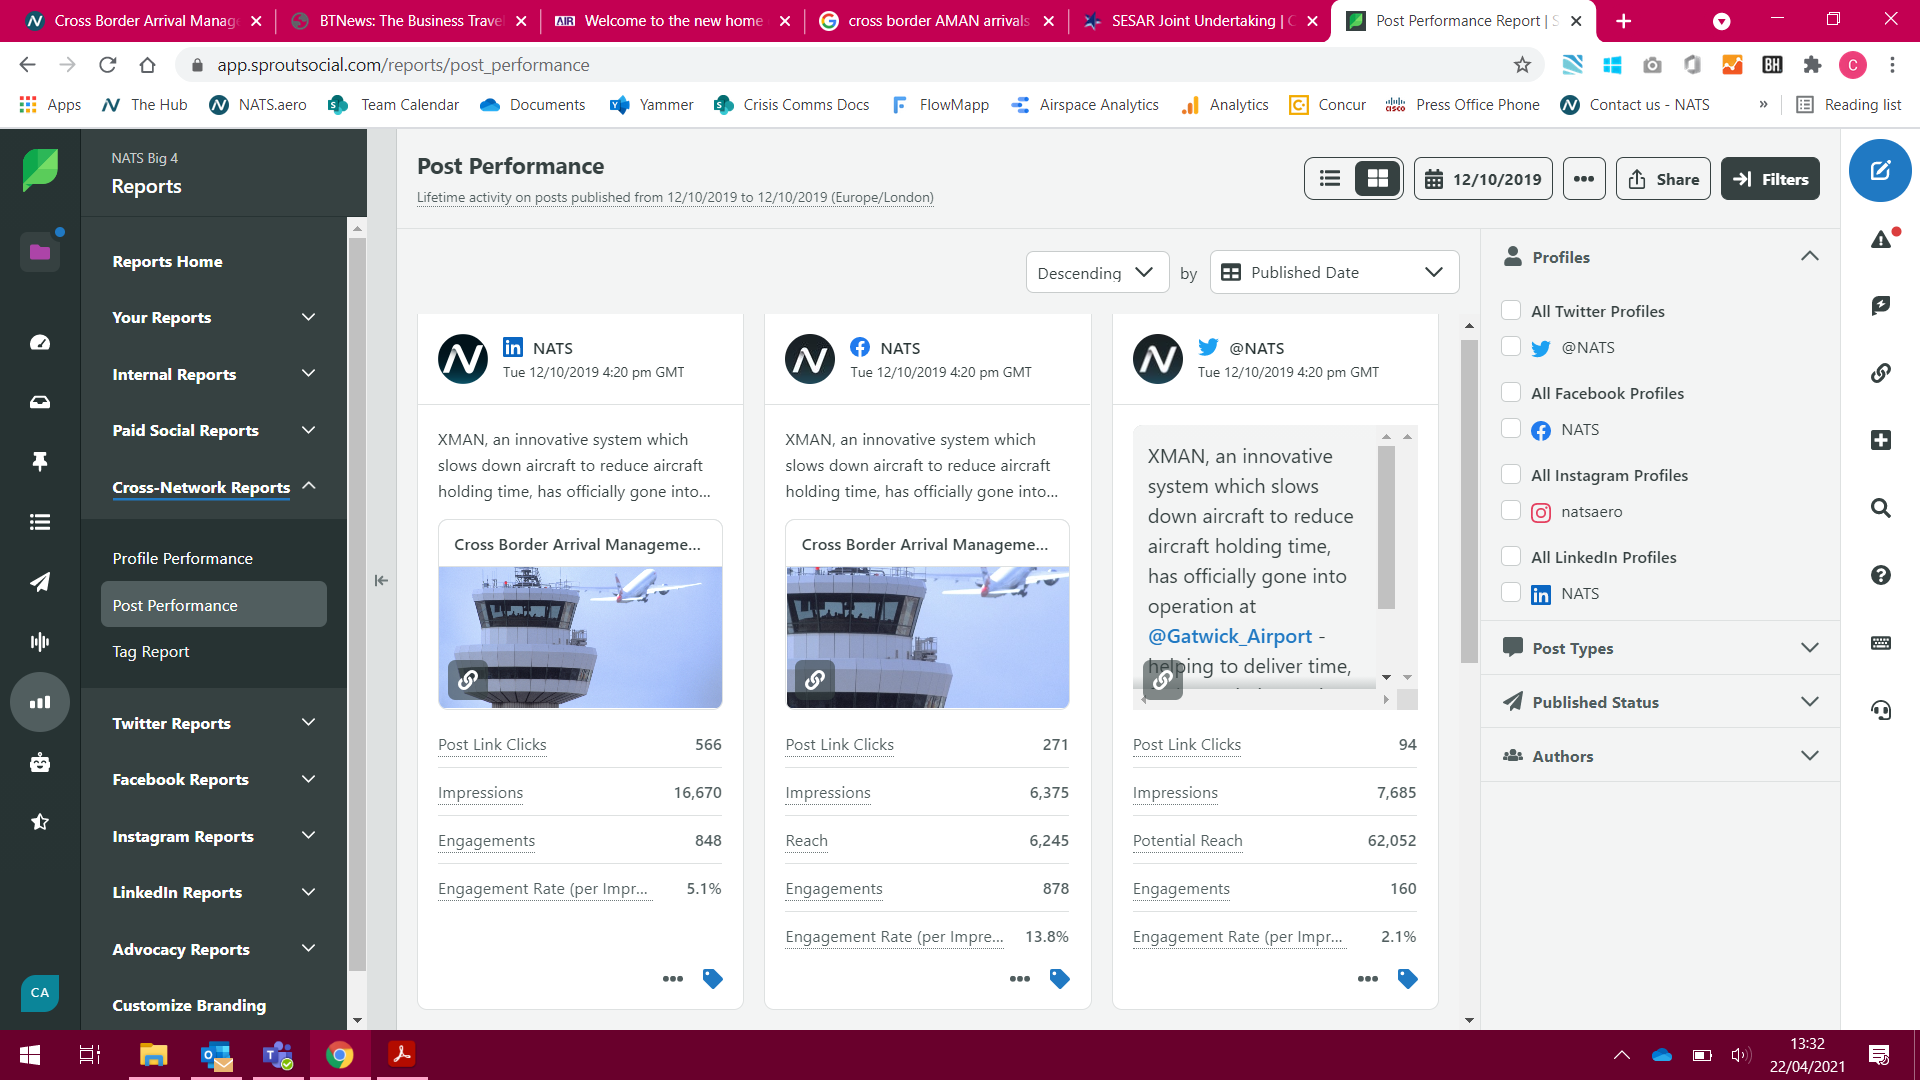 Cross Border Arrival Manage
BTNews: The Business Trave
AIR
Welcome to the new home
cross border AMAN arrivals
SESAR Joint Undertaking | C
Post Performance Report | S
app.sproutsocial.com/reports/post_performance
BH
C
Apps
The Hub
NATS.aero
Team Calendar
Documents
Yammer
Crisis Comms Docs
FlowMapp
Airspace Analytics
Analytics
Concur
cisco
Press Office Phone
Contact us - NATS
»
Reading list
NATS Big 4
Reports
Reports Home
Your Reports
Internal Reports
Paid Social Reports
Cross-Network Reports
Profile Performance
Post Performance
Tag Report
Twitter Reports
Facebook Reports
Instagram Reports
LinkedIn Reports
Advocacy Reports
Customize Branding
CA
Post Performance
Lifetime activity on posts published from 12/10/2019 to 12/10/2019 (Europe/London)
12/10/2019
Share
Filters
Descending
by
Published Date
NATS
Tue 12/10/2019 4:20 pm GMT
XMAN, an innovative system which
slows down aircraft to reduce aircraft
holding time, has officially gone into...
Cross Border Arrival Manageme...
Post Link Clicks 566
Impressions 16,670
Engagements 848
Engagement Rate (per Impr... 5.1%
NATS
Tue 12/10/2019 4:20 pm GMT
XMAN, an innovative system which
slows down aircraft to reduce aircraft
holding time, has officially gone into...
Cross Border Arrival Manageme...
Post Link Clicks 271
Impressions 6,375
Reach 6,245
Engagements 878
Engagement Rate (per Impre... 13.8%
@NATS
Tue 12/10/2019 4:20 pm GMT
XMAN, an innovative
system which slows
down aircraft to reduce
aircraft holding time,
has officially gone into
operation at
@Gatwick_Airport -
helping to deliver time,
Post Link Clicks 94
Impressions 7,685
Potential Reach 62,052
Engagements 160
Engagement Rate (per Impr... 2.1%
Profiles
All Twitter Profiles
@NATS
All Facebook Profiles
NATS
All Instagram Profiles
natsaero
All LinkedIn Profiles
NATS
Post Types
Published Status
Authors
13:32
22/04/2021